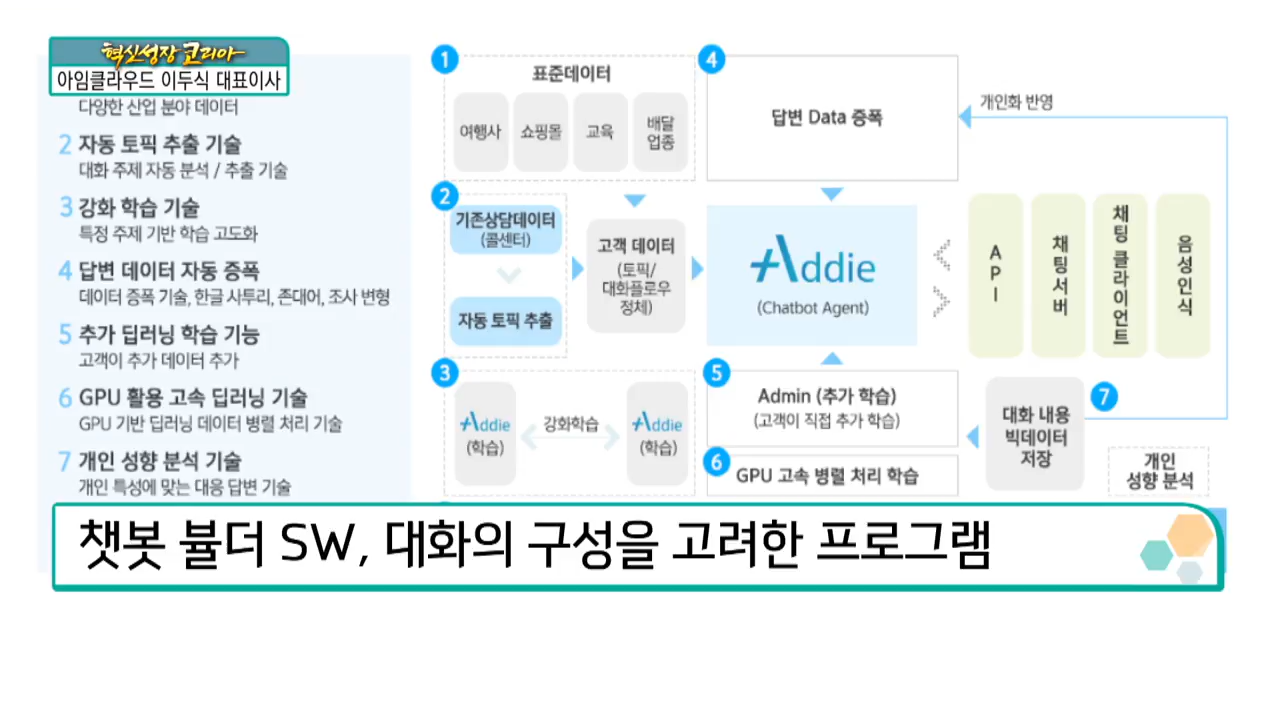 혁신성장 코리아
아임클라우드 이두식 대표이사
다양한 산업 분야 데이터
2 자동 토픽 추출 기술
대화 주제 자동 분석 / 추출 기술
3 강화 학습 기술
특정 주제 기반 학습 고도화
4 답변 데이터 자동 증폭
데이터 증폭 기술, 한글 사투리, 존대어, 조사 변형
5 추가 딥러닝 학습 기능
고객이 추가 데이터 추가
6 GPU 활용 고속 딥러닝 기술
GPU 기반 딥러닝 데이터 병렬 처리 기술
7 개인 성향 분석 기술
개인 특성에 맞는 대응 답변 기술
1
표준데이터
여행사
쇼핑몰
교육
배달
업종
2
기존상담데이터
(콜센터)
자동 토픽 추출
고객 데이터
(토픽/
대화플로우
정체)
3
Addie
(학습)
강화학습
Addie
(학습)
4
답변 Data 증폭
개인화 반영
Addie
(Chatbot Agent)
API
채팅서버
채팅 클라이언트
음성인식
5
Admin (추가 학습)
(고객이 직접 추가 학습)
6
GPU 고속 병렬 처리 학습
7
대화 내용
빅데이터
저장
개인
성향 분석
챗봇 뷸더 SW, 대화의 구성을 고려한 프로그램